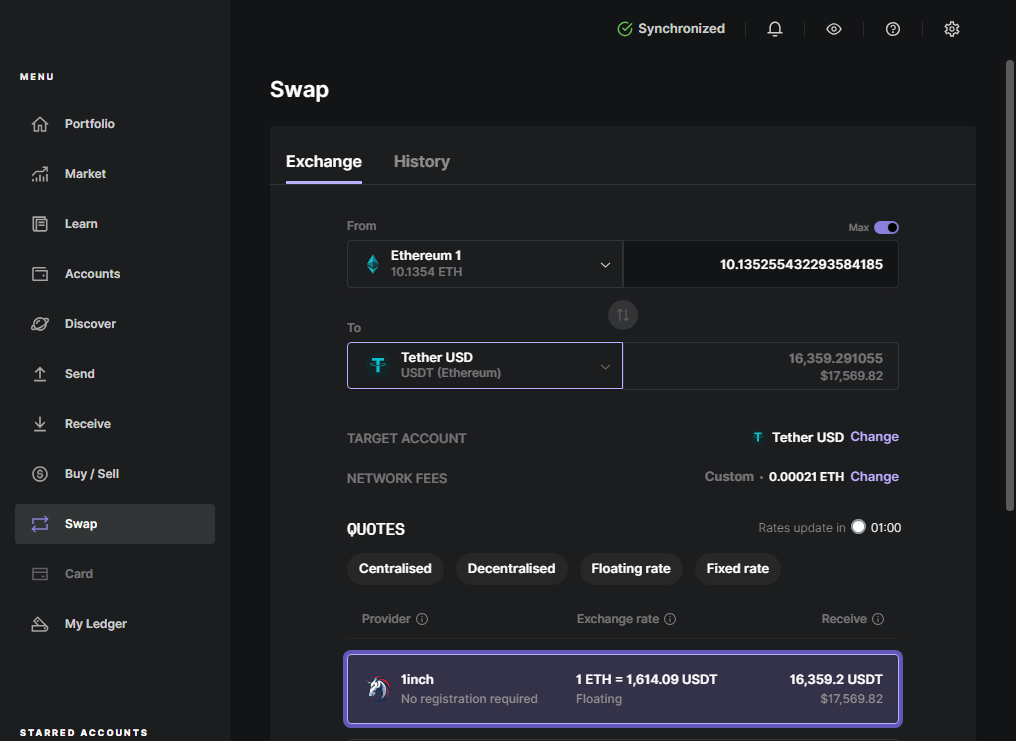 Synchronized
MENU
Portfolio
Market
Learn
Accounts
Discover
Send
Receive
Buy / Sell
Swap
Card
My Ledger
STARRED ACCOUNTS
Swap
Exchange
History
From
Max
Ethereum 1
10.1354 ETH
10.135255432293584185
To
Tether USD
USDT (Ethereum)
16,359.291055
$17,569.82
TARGET ACCOUNT
Tether USD Change
NETWORK FEES
Custom · 0.00021 ETH Change
QUOTES
Rates update in 01:00
Centralised
Decentralised
Floating rate
Fixed rate
Provider
Exchange rate
Receive
1inch
No registration required
1 ETH = 1,614.09 USDT
Floating
16,359.2 USDT
$17,569.82